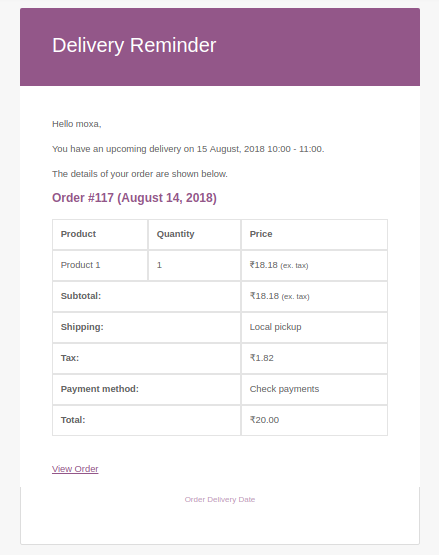 Delivery Reminder
Hello moxa,
You have an upcoming delivery on 15 August, 2018 10:00 - 11:00.
The details of your order are shown below.
Order #117 (August 14, 2018)
Product Quantity Price
Product 1 1 ₹18.18 (ex. tax)
Subtotal: ₹18.18 (ex. tax)
Shipping: Local pickup
Tax: ₹1.82
Payment method: Check payments
Total: ₹20.00
View Order
Order Delivery Date